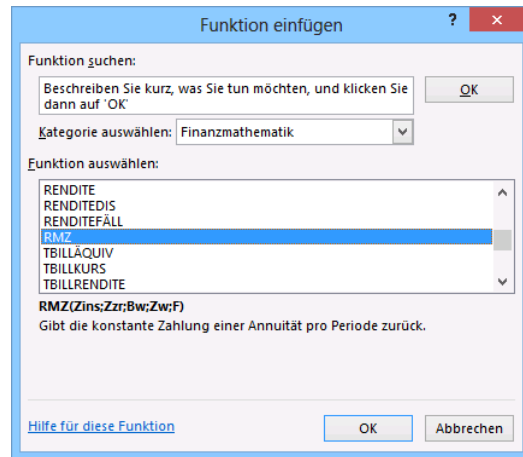 Funktion einfügen
?
×
Funktion suchen:
Beschreiben Sie kurz, was Sie tun möchten, und klicken Sie
dann auf 'OK'
OK
Kategorie auswählen: Finanzmathematik
Funktion auswählen:
RENDITE
RENDITEDIS
RENDITEFÄLL
RMZ
TBILLÄQUIV
TBILLKURS
TBILLRENDITE
RMZ(Zins;Zzr;Bw;Zw;F)
Gibt die konstante Zahlung einer Annuität pro Periode zurück.
Hilfe für diese Funktion
OK
Abbrechen